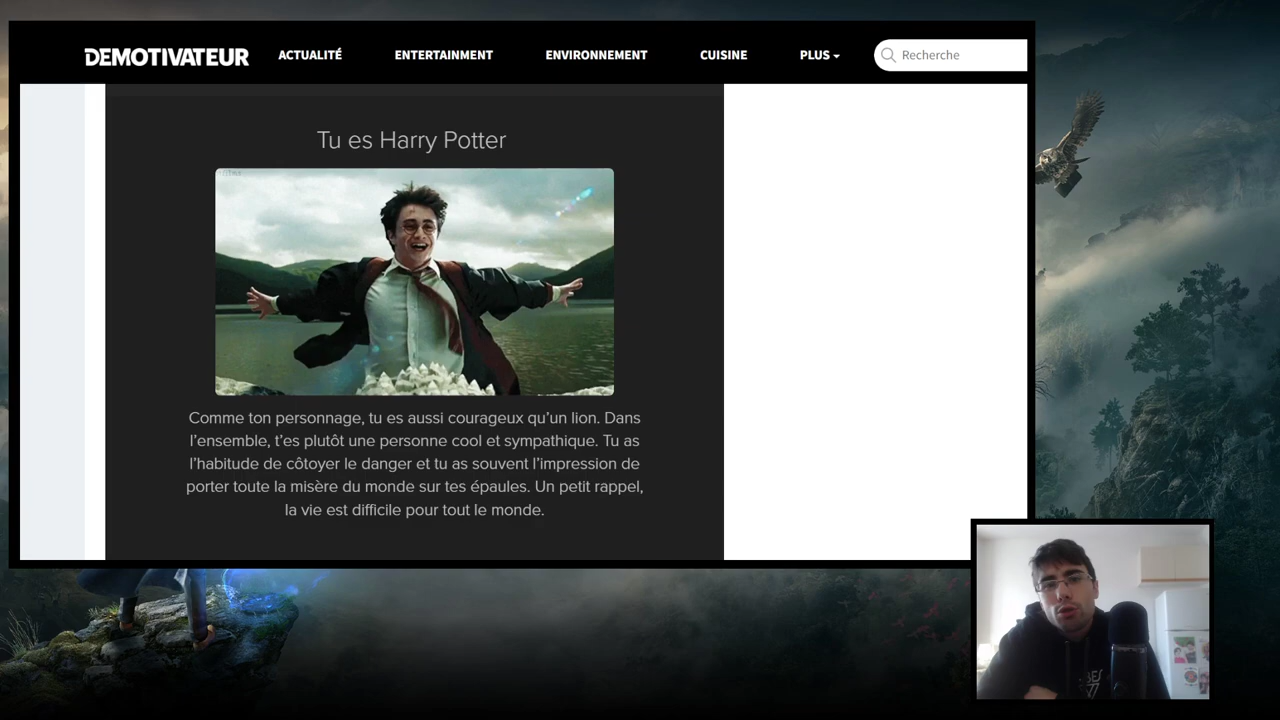 DEMOTIVATEUR ACTUALITÉ ENTERTAINMENT ENVIRONNEMENT CUISINE PLUS Recherche
Tu es Harry Potter
Comme ton personnage, tu es aussi courageux qu’un lion. Dans
l’ensemble, t’es plutôt une personne cool et sympathique. Tu as
l’habitude de côtoyer le danger et tu as souvent l’impression de
porter toute la misère du monde sur tes épaules. Un petit rappel,
la vie est difficile pour tout le monde.